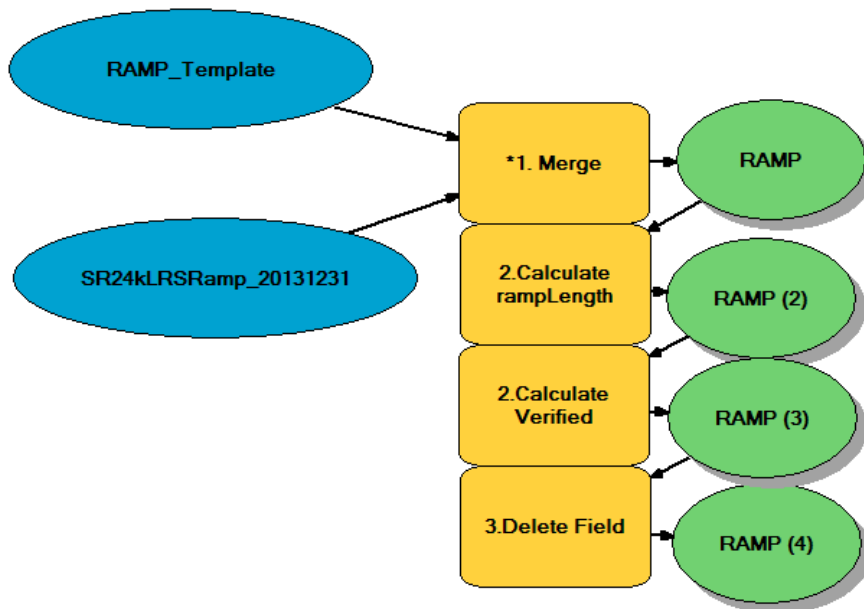 RAMP_Template
*1. Merge
RAMP
SR24kLRSRamp_20131231
2.Calculate
rampLength
RAMP (2)
2.Calculate
Verified
RAMP (3)
3.Delete Field
RAMP (4)